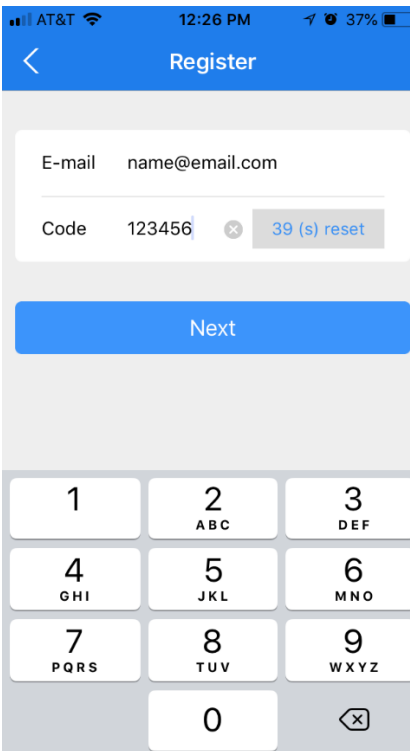 AT&T 12:26 PM 37%
Register
E-mail name@email.com
Code 123456 39 (s) reset
Next
1 2 3
ABC DEF
4 5 6
GHI JKL MNO
7 8 9
PQRS TUV WXYZ
0